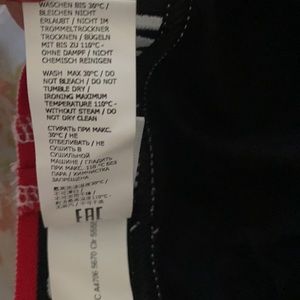 WASCHEN BIS 30°C /
BLEICHEN NICHT
ERLAUBT / NICHT IM
TROMMELTROCKNER
TROCKNEN / BÜGELN
MIT BIS ZU 110°C -
OHNE DAMPF / NICHT
CHEMISCH REINIGEN
WASH MAX 30°C / DO
NOT BLEACH / DO NOT
TUMBLE DRY /
IRONING MAXIMUM
TEMPERATURE 110°C -
WITHOUT STEAM / DO
NOT DRY CLEAN
СТИРАТЬ ПРИ МАКС.
30°C / НЕ
ОТБЕЛИВАТЬ / НЕ
СУШИТЬ В
СУШИЛЬНОЙ
МАШИНЕ / ГЛАДИТЬ
ПРИ МАКС. 110°C БЕЗ
ПАРА / ХИМЧИСТКА
ЗАПРЕЩЕНА
EAC